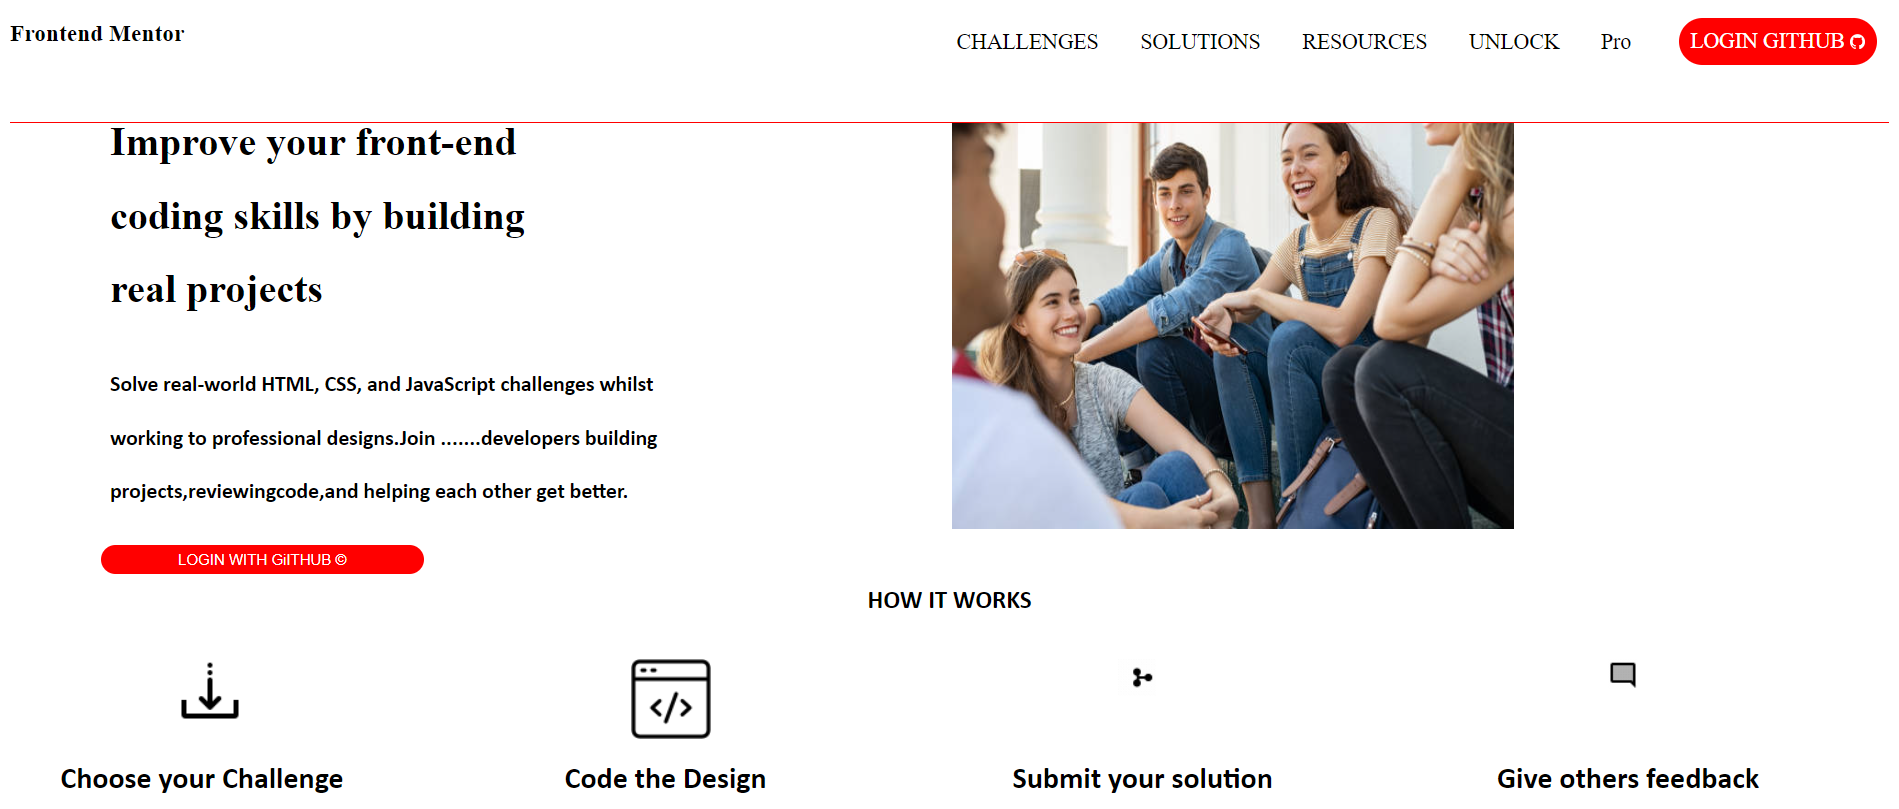 Frontend Mentor
CHALLENGES SOLUTIONS RESOURCES UNLOCK Pro LOGIN GITHUB
Improve your front-end
coding skills by building
real projects
Solve real-world HTML, CSS, and JavaScript challenges whilst
working to professional designs.Join .......developers building
projects,reviewingcode,and helping each other get better.
LOGIN WITH GiITHUB ©
HOW IT WORKS
</>
Choose your Challenge Code the Design Submit your solution Give others feedback